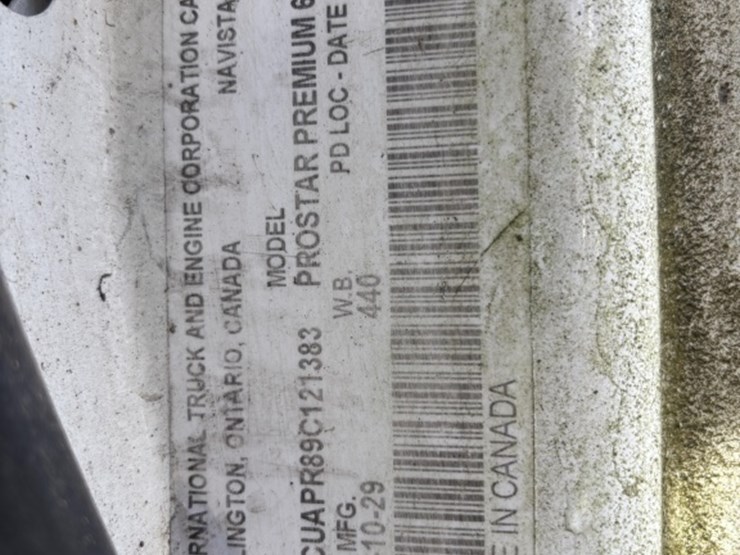 RNATIONAL TRUCK AND ENGINE CORPORATION CA
LINGTON, ONTARIO, CANADA NAVISTA
MODEL
CUAPR89C121383 PROSTAR PREMIUM 6
MFG. W.B. PD LOC - DATE
10-29 440
E IN CANADA